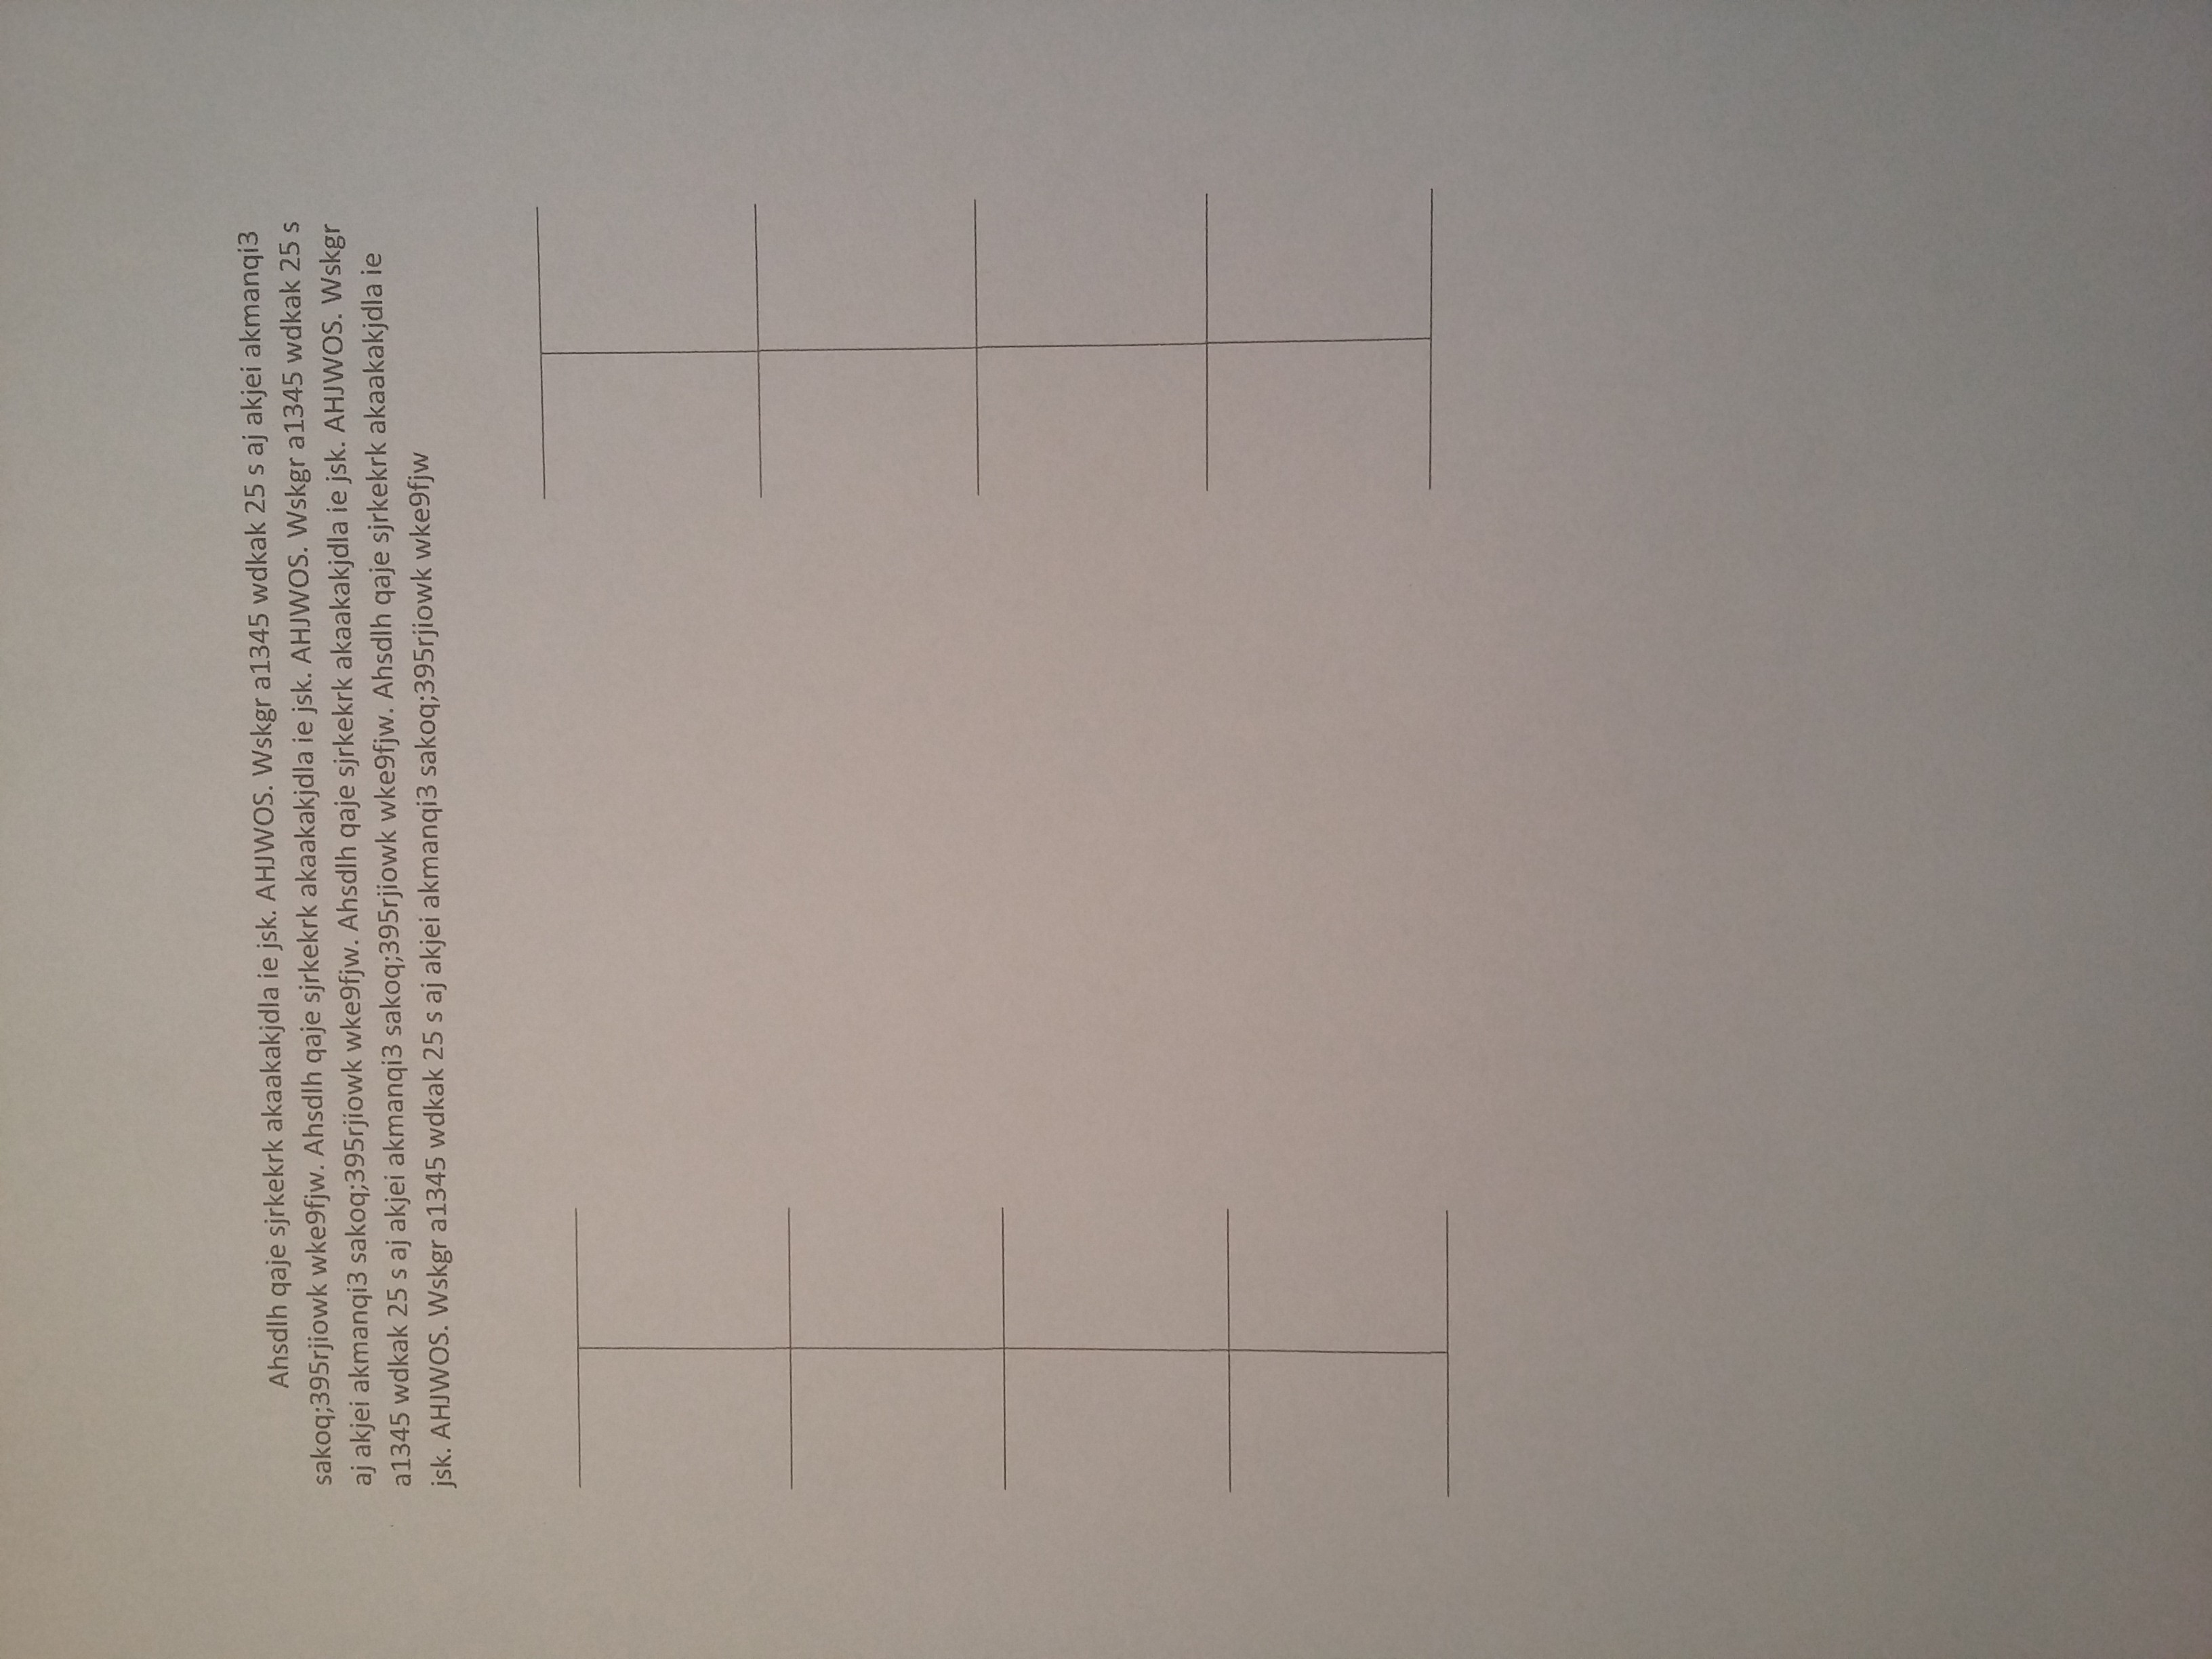 Ahsdlh qaje sjrkekrk akaakakjdla ie jsk. AHJWOS. Wskgr a1345 wdkak 25 s aj akjei akmanqi3
sakoq;395rjiowk wke9fjw. Ahsdlh qaje sjrkekrk akaakakjdla ie jsk. AHJWOS. Wskgr a1345 wdkak 25 s
aj akjei akmanqi3 sakoq;395rjiowk wke9fjw. Ahsdlh qaje sjrkekrk akaakakjdla ie jsk. AHJWOS. Wskgr
a1345 wdkak 25 s aj akjei akmanqi3 sakoq;395rjiowk wke9fjw. Ahsdlh qaje sjrkekrk akaakakjdla ie
jsk. AHJWOS. Wskgr a1345 wdkak 25 s aj akjei akmanqi3 sakoq;395rjiowk wke9fjw